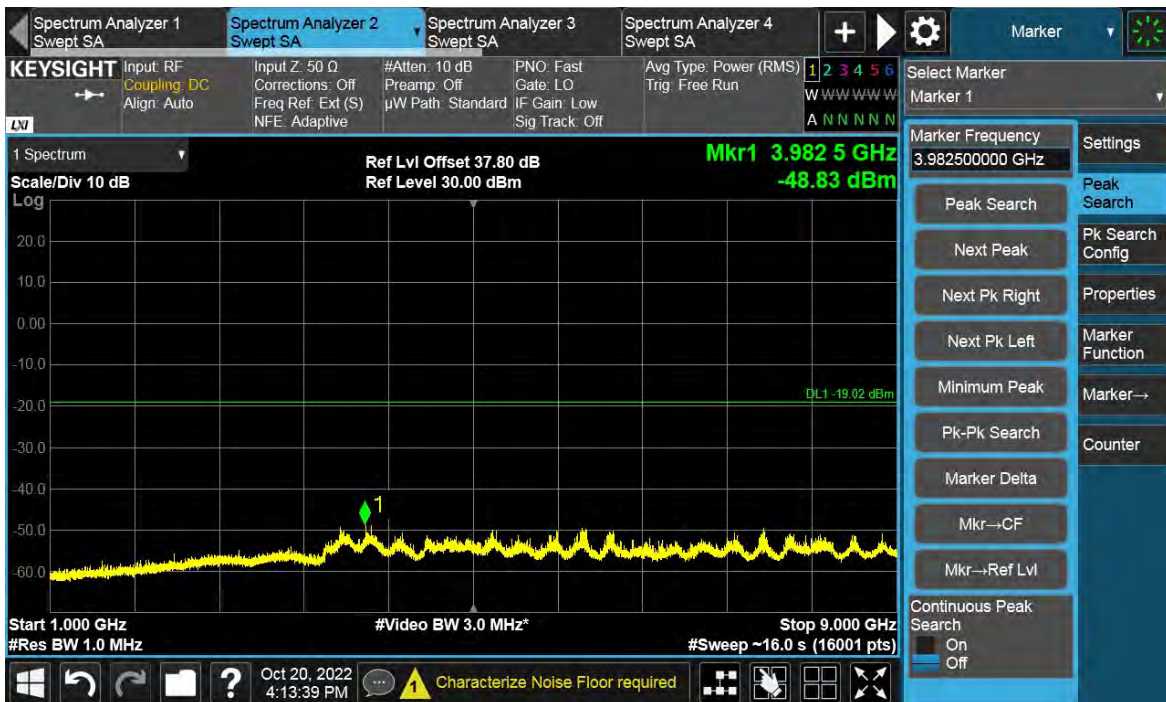 Spectrum Analyzer 1
Swept SA
Spectrum Analyzer 2
Swept SA
Spectrum Analyzer 3
Swept SA
Spectrum Analyzer 4
Swept SA
+
Marker
KEYSIGHT
LXI
Input: RF
Coupling: DC
Align: Auto
Input Z: 50 Ω
Corrections: Off
Freq Ref: Ext (S)
NFE: Adaptive
#Atten: 10 dB
Preamp: Off
µW Path: Standard
PNO: Fast
Gate: LO
IF Gain: Low
Sig Track: Off
Avg Type: Power (RMS)
Trig: Free Run
1 2 3 4 5 6
W W W W W W
A N N N N N
Select Marker
Marker 1
1 Spectrum
Scale/Div 10 dB
Log
Ref Lvl Offset 37.80 dB
Ref Level 30.00 dBm
Mkr1 3.982 5 GHz
-48.83 dBm
20.0
10.0
0.00
-10.0
-20.0
-30.0
-40.0
-50.0
-60.0
DL1 -19.02 dBm
1
Start 1.000 GHz
#Res BW 1.0 MHz
#Video BW 3.0 MHz*
Stop 9.000 GHz
#Sweep ~16.0 s (16001 pts)
Marker Frequency
3.982500000 GHz
Peak Search
Next Peak
Next Pk Right
Next Pk Left
Minimum Peak
Pk-Pk Search
Marker Delta
Mkr→CF
Mkr→Ref Lvl
Continuous Peak
Search
On
Off
Settings
Peak
Search
Pk Search
Config
Properties
Marker
Function
Marker→
Counter
?
Oct 20, 2022
4:13:39 PM
1
Characterize Noise Floor required